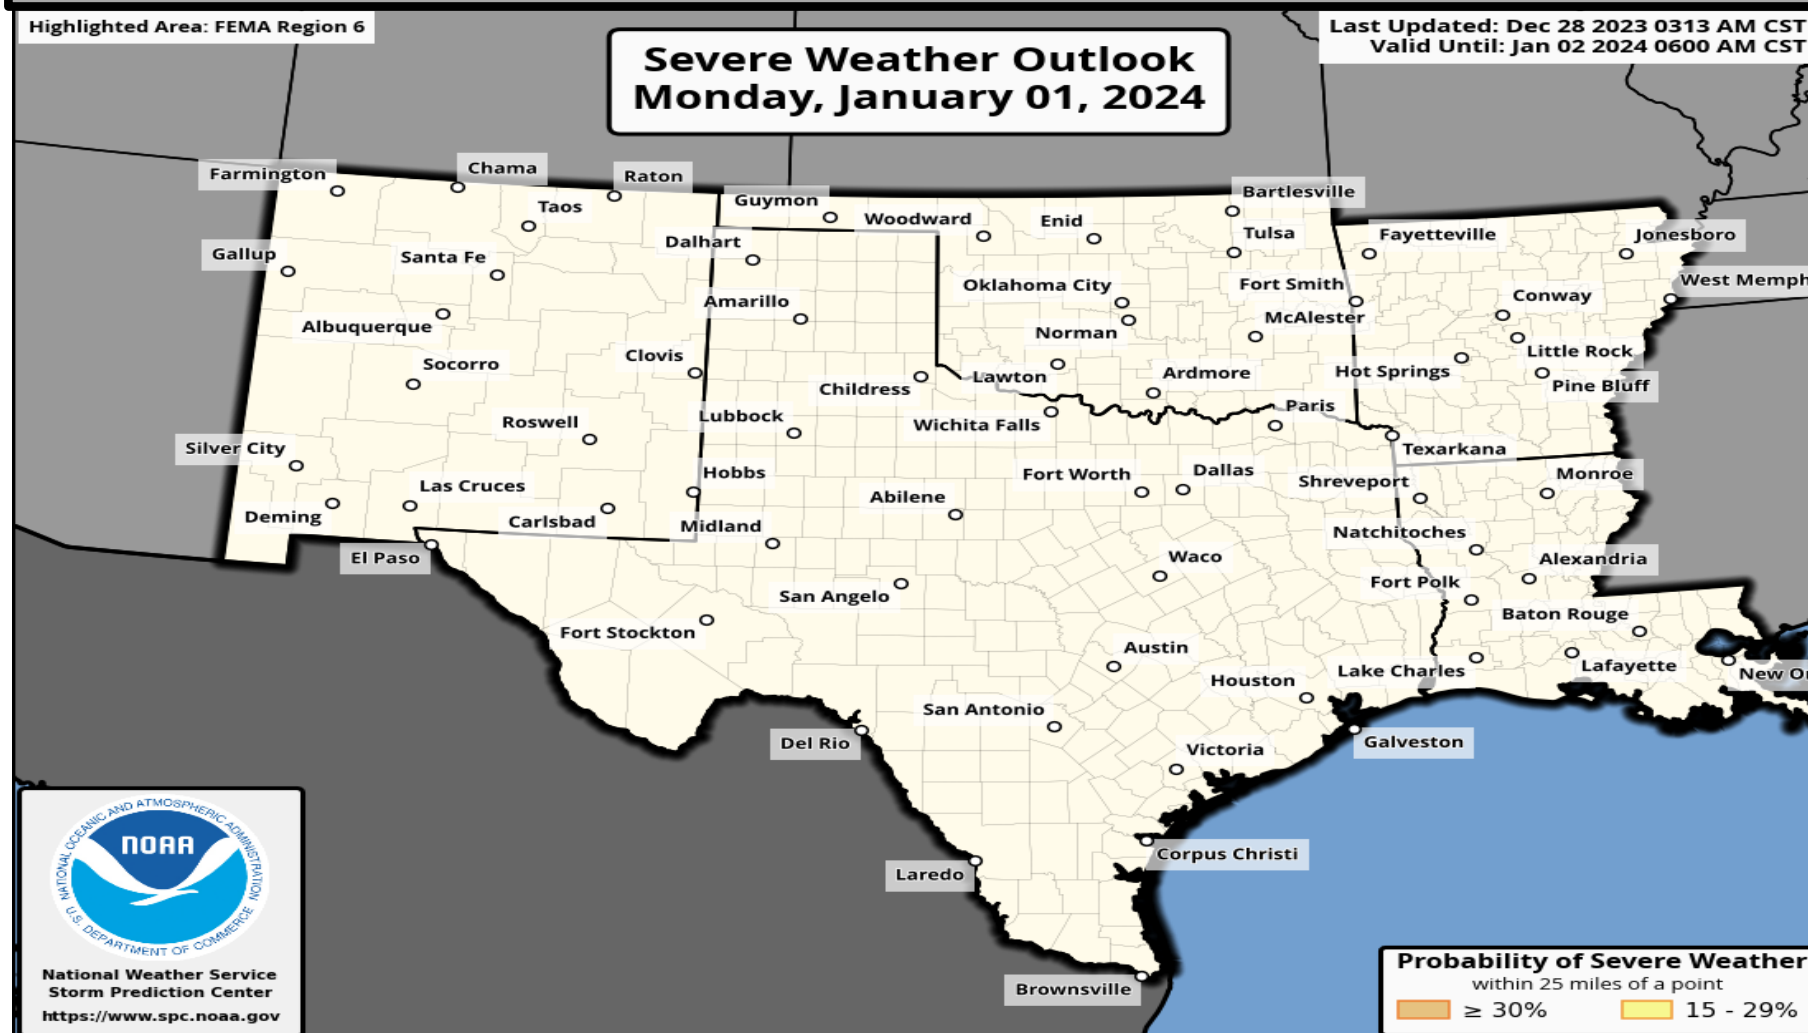 Highlighted Area: FEMA Region 6
Last Updated: Dec 28 2023 0313 AM CST
Valid Until: Jan 02 2024 0600 AM CST
Severe Weather Outlook
Monday, January 01, 2024
Farmington
Chama
Raton
Taos
Guymon
Woodward
Enid
Bartlesville
Tulsa
Fayetteville
Jonesboro
Gallup
Santa Fe
Dalhart
Oklahoma City
Fort Smith
Conway
West Memph
Albuquerque
Amarillo
Norman
McAlester
Little Rock
Socorro
Clovis
Childress
Lawton
Ardmore
Hot Springs
Pine Bluff
Roswell
Lubbock
Wichita Falls
Paris
Texarkana
Silver City
Las Cruces
Hobbs
Fort Worth
Dallas
Shreveport
Monroe
Deming
Carlsbad
Midland
Abilene
Natchitoches
El Paso
San Angelo
Waco
Fort Polk
Alexandria
Fort Stockton
Austin
Baton Rouge
Houston
Lake Charles
Lafayette
New Or
San Antonio
Del Rio
Victoria
Galveston
Laredo
Corpus Christi
Brownsville
NATIONAL OCEANIC AND ATMOSPHERIC ADMINISTRATION
NOAA
U.S. DEPARTMENT OF COMMERCE
National Weather Service
Storm Prediction Center
https://www.spc.noaa.gov
Probability of Severe Weather
within 25 miles of a point
≥ 30%
15 - 29%